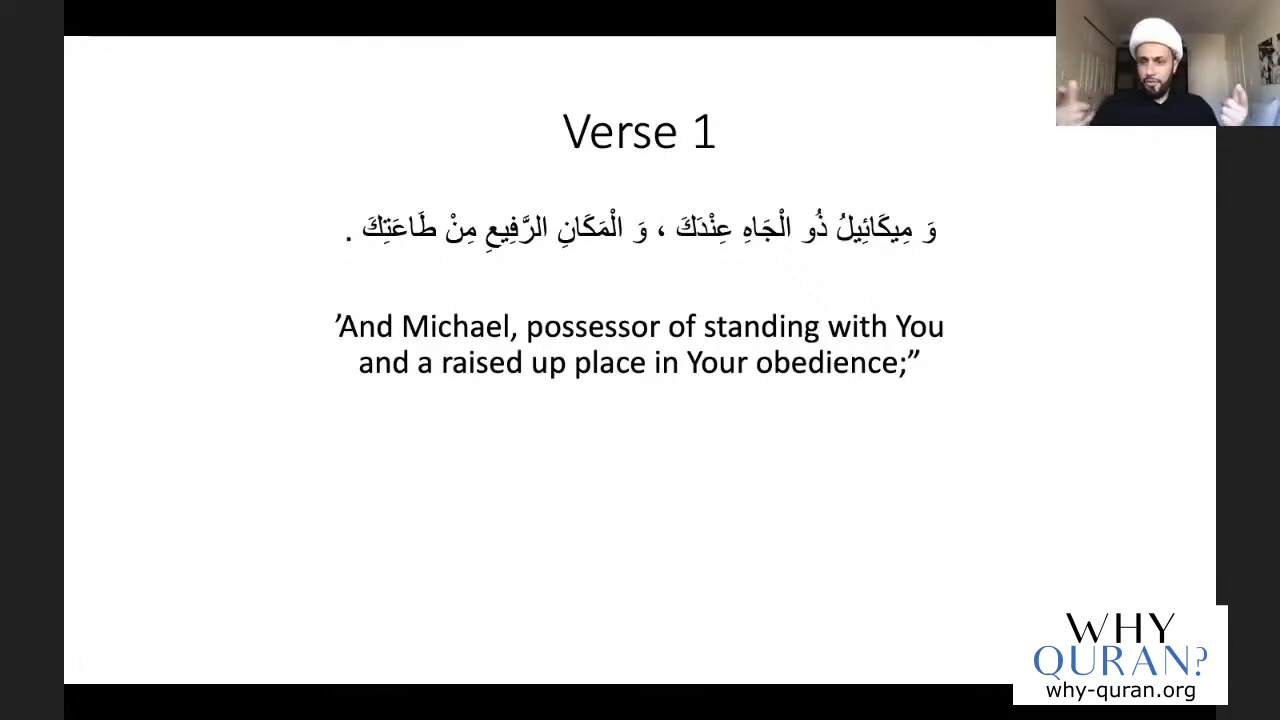 Verse 1
وَ مِيكَائِيلُ ذُو الْجَاهِ عِنْدَكَ ، وَ الْمَكَانِ الرَّفِيعِ مِنْ طَاعَتِكَ .
’And Michael, possessor of standing with You
and a raised up place in Your obedience;”
WHY
QURAN?
why-quran.org